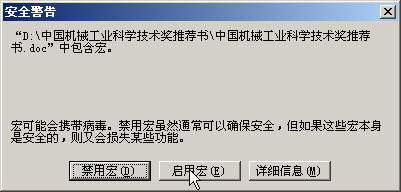 安全警告
“D:\中国机械工业科学技术奖推荐书\中国机械工业科学技术奖推荐
书.doc”中包含宏。
宏可能会携带病毒。禁用宏虽然通常可以确保安全，但如果这些宏本身
是安全的，则又会损失某些功能。
禁用宏(D) 启用宏(E) 详细信息(M)